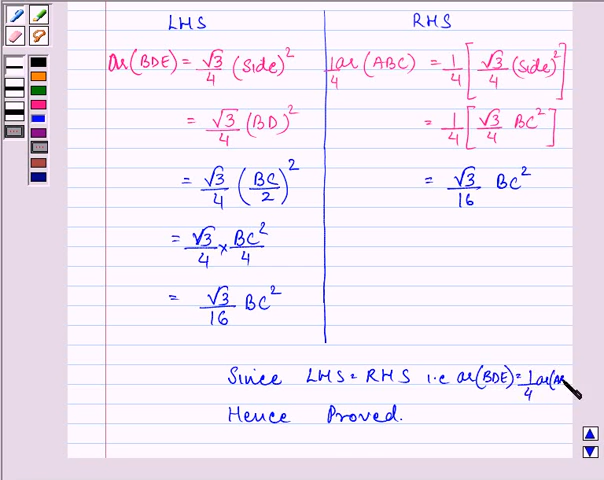 LHS
ar(BDE) = √3/4 (Side)²
= √3/4 (BD)²
= √3/4 (BC/2)²
= √3/4 × BC²/4
= √3/16 BC²
RHS
1/4 ar(ABC) = 1/4 [√3/4 (Side)²]
= 1/4 [√3/4 BC²]
= √3/16 BC²
Since LHS = RHS i.e ar(BDE) = 1/4 ar(
Hence Proved.